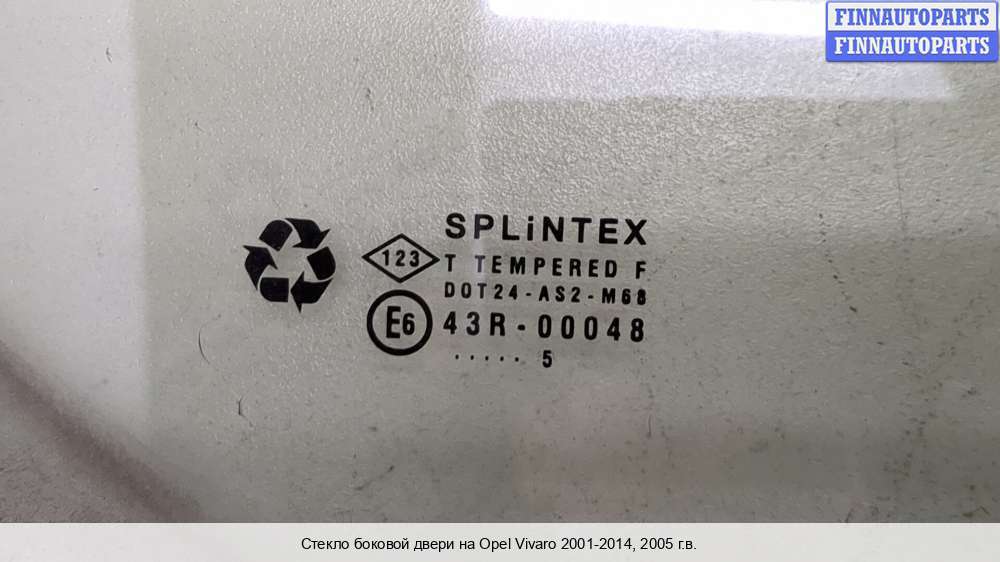 FINNAUTOPARTS
FINNAUTOPARTS
SPLiNTEX
123
T TEMPERED F
DOT24-AS2-M68
E6
43R-00048
..... 5
Стекло боковой двери на Opel Vivaro 2001-2014, 2005 г.в.